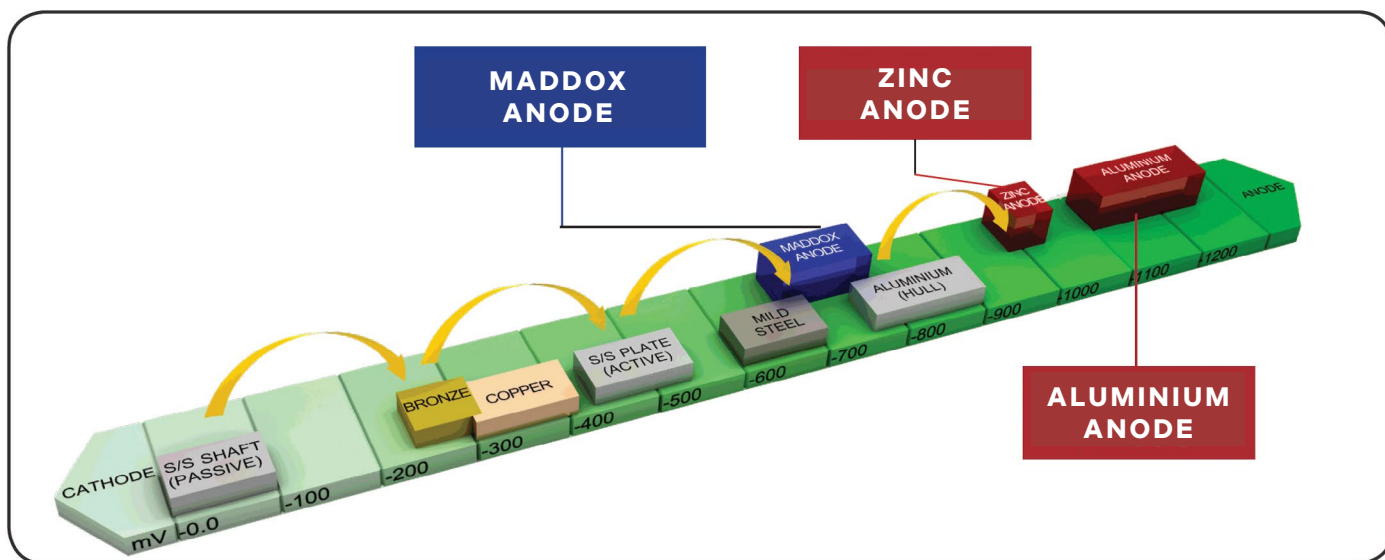 MADDOX
ANODE
ZINC
ANODE
ALUMINIUM
ANODE
ANODE
ZINC
ANODE
MADDOX
ANODE
ALUMINIUM
(HULL)
MILD
STEEL
S/S PLATE
(ACTIVE)
COPPER
BRONZE
S/S SHAFT
(PASSIVE)
CATHODE
mV
-0.0
-100
-200
-300
-400
-500
-600
-700
-800
-900
-1000
-1100
-1200
ALUMINIUM
ANODE